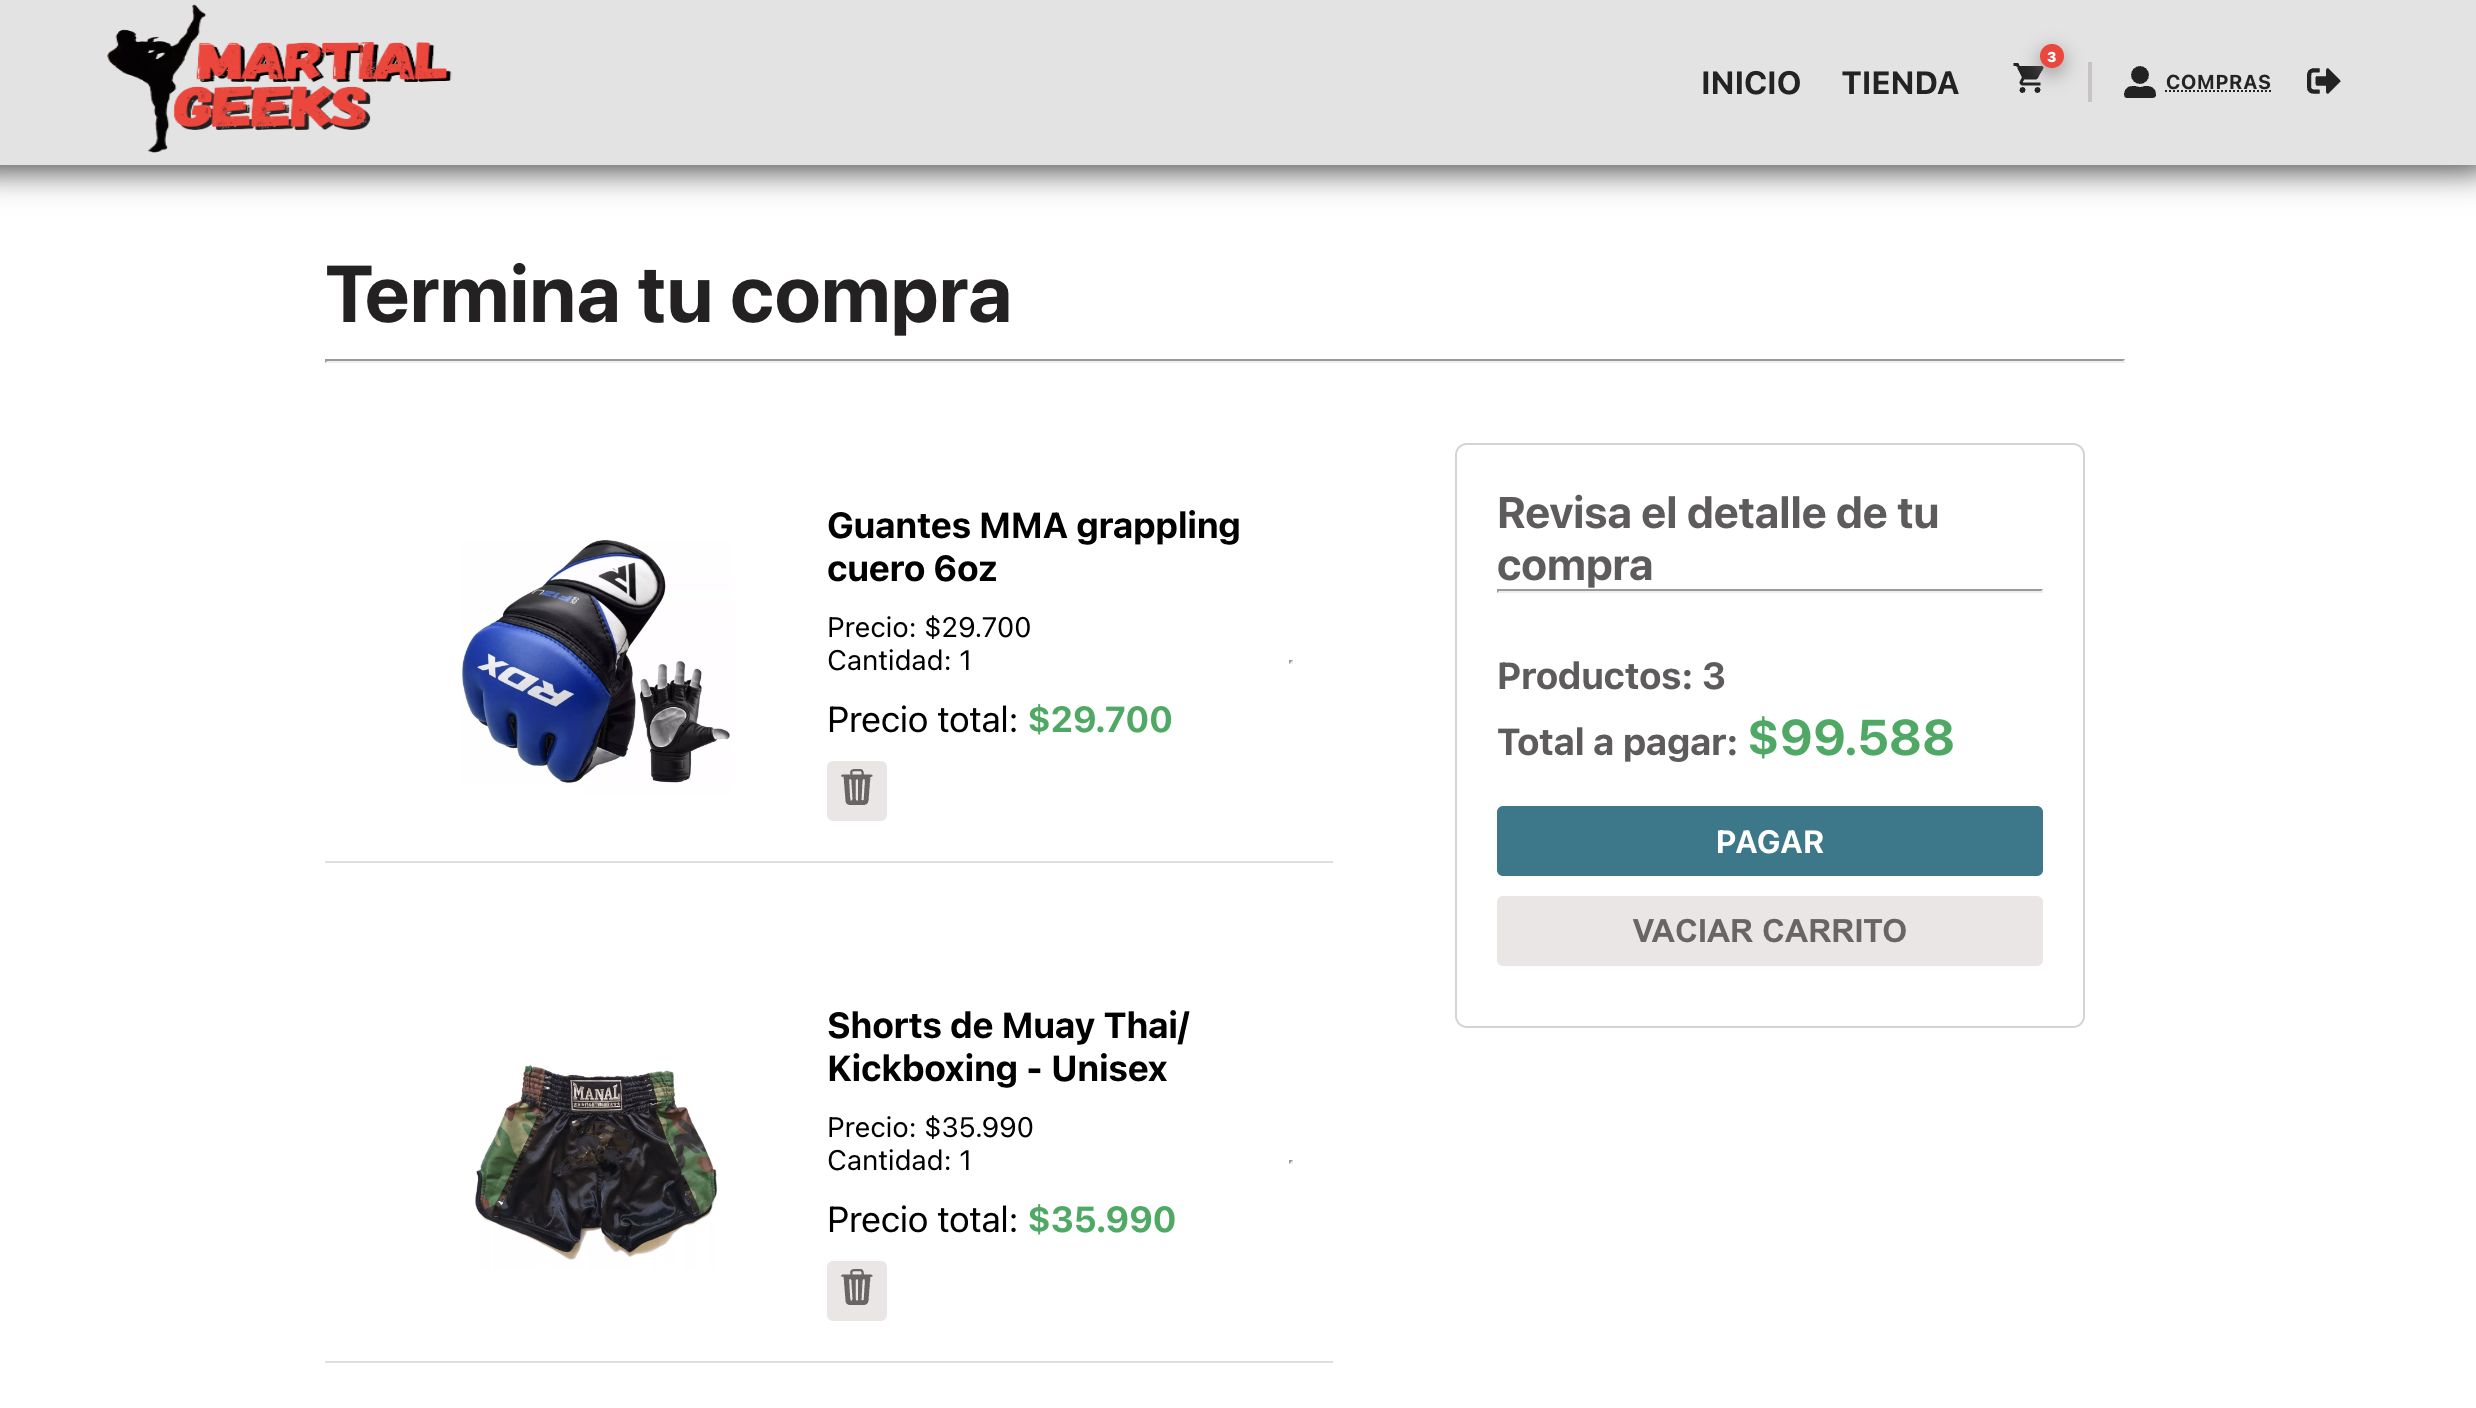 MARTIAL
GEEKS
INICIO
TIENDA
3
COMPRAS
Termina tu compra
RDX
Guantes MMA grappling
cuero 6oz
Precio: $29.700
Cantidad: 1
Precio total: $29.700
Revisa el detalle de tu
compra
Productos: 3
Total a pagar: $99.588
PAGAR
VACIAR CARRITO
MANAL
Shorts de Muay Thai/
Kickboxing - Unisex
Precio: $35.990
Cantidad: 1
Precio total: $35.990